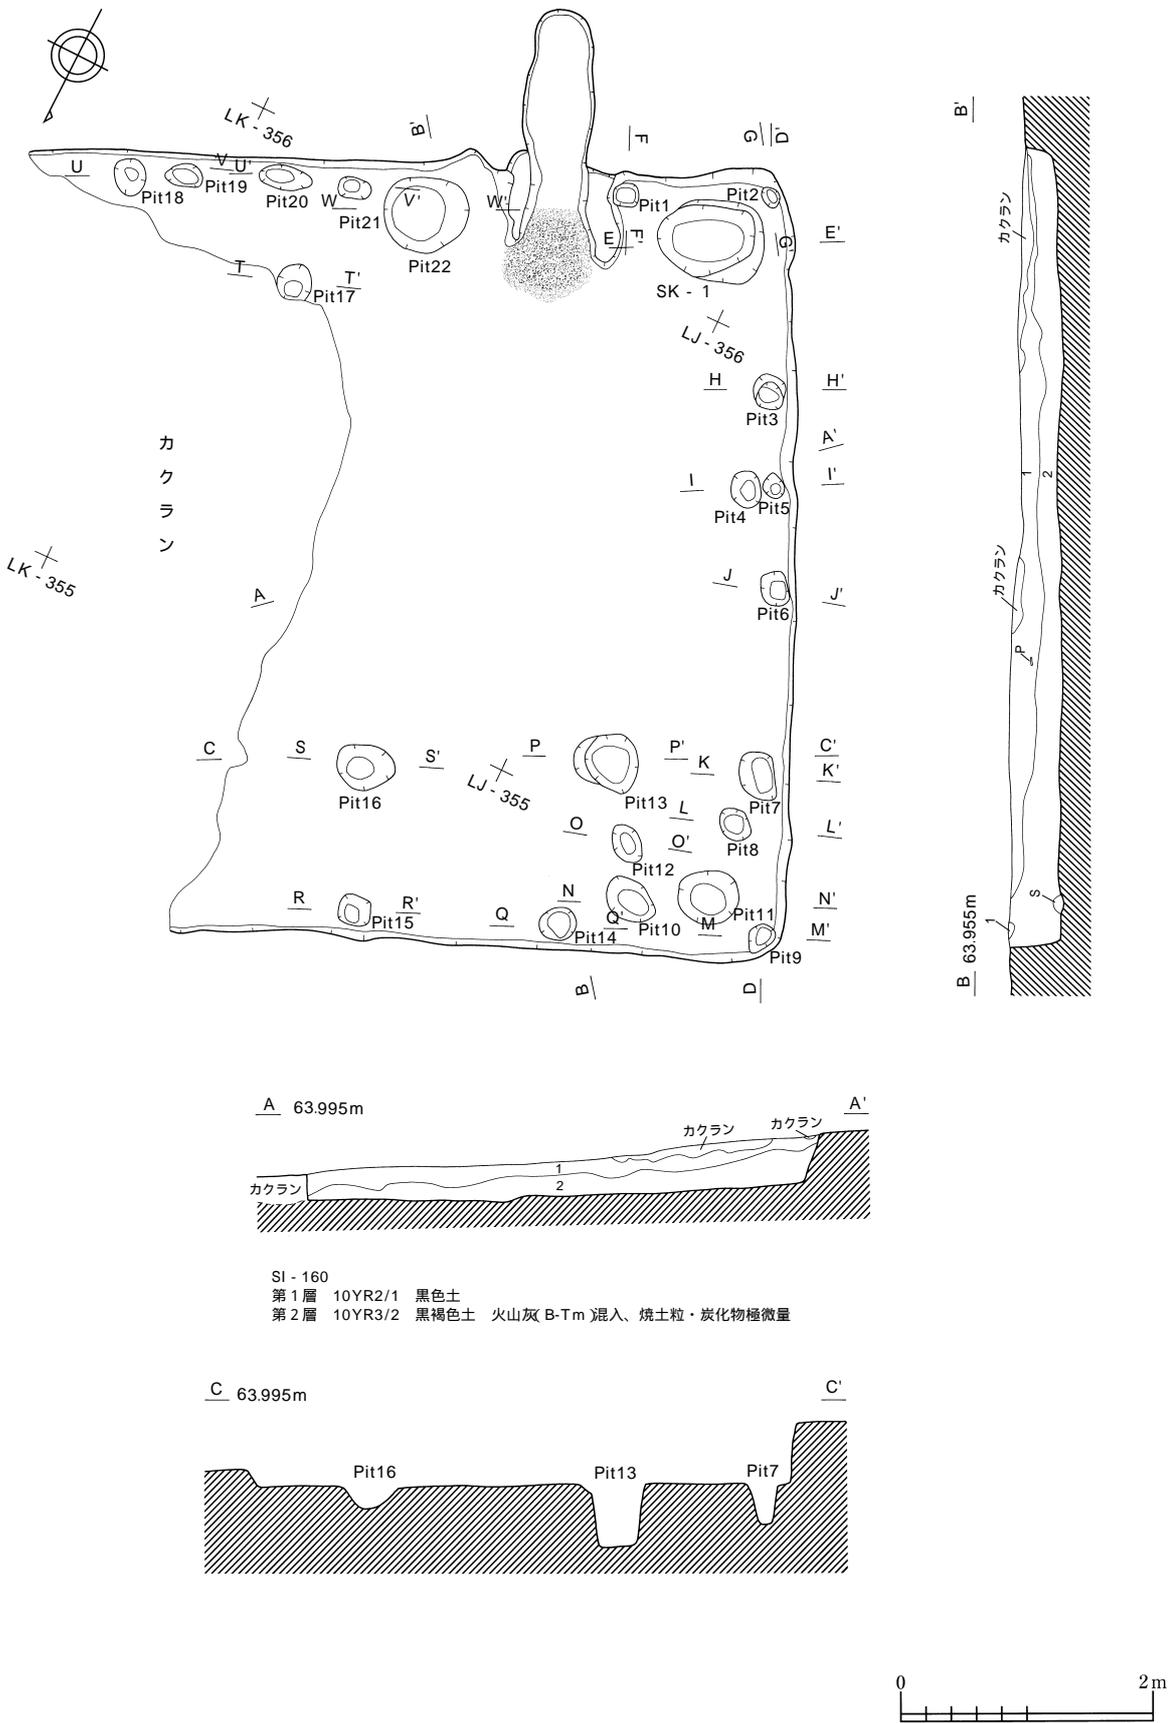 LK - 356
B'
F
G
D'
B'
U
V
U'
Pit18
Pit19
Pit20
W
Pit21
V'
W'
Pit1
Pit2
Pit22
E
F'
G'
E'
SK - 1
T
T'
Pit17
LJ - 356
カクラン
H
H'
Pit3
A'
カクラン
I
I'
Pit4
Pit5
1
2
LK - 355
A
J
J'
Pit6
カクラン
P
C
S
S'
P
P'
K
C'
K'
Pit16
LJ - 355
Pit13
Pit7
O
L
L'
O'
Pit8
Pit12
R
R'
N
N'
S
Pit15
Q
Q'
Pit10
M
Pit11
M'
Pit14
Pit9
1
B
D
B 63.955m
A 63.995m
A'
カクラン
カクラン
1
2
カクラン
SI - 160
第1層 10YR2/1 黒色土
第2層 10YR3/2 黒褐色土 火山灰(B-Tm)混入、焼土粒・炭化物極微量
C 63.995m
C'
Pit16
Pit13
Pit7
0
2m